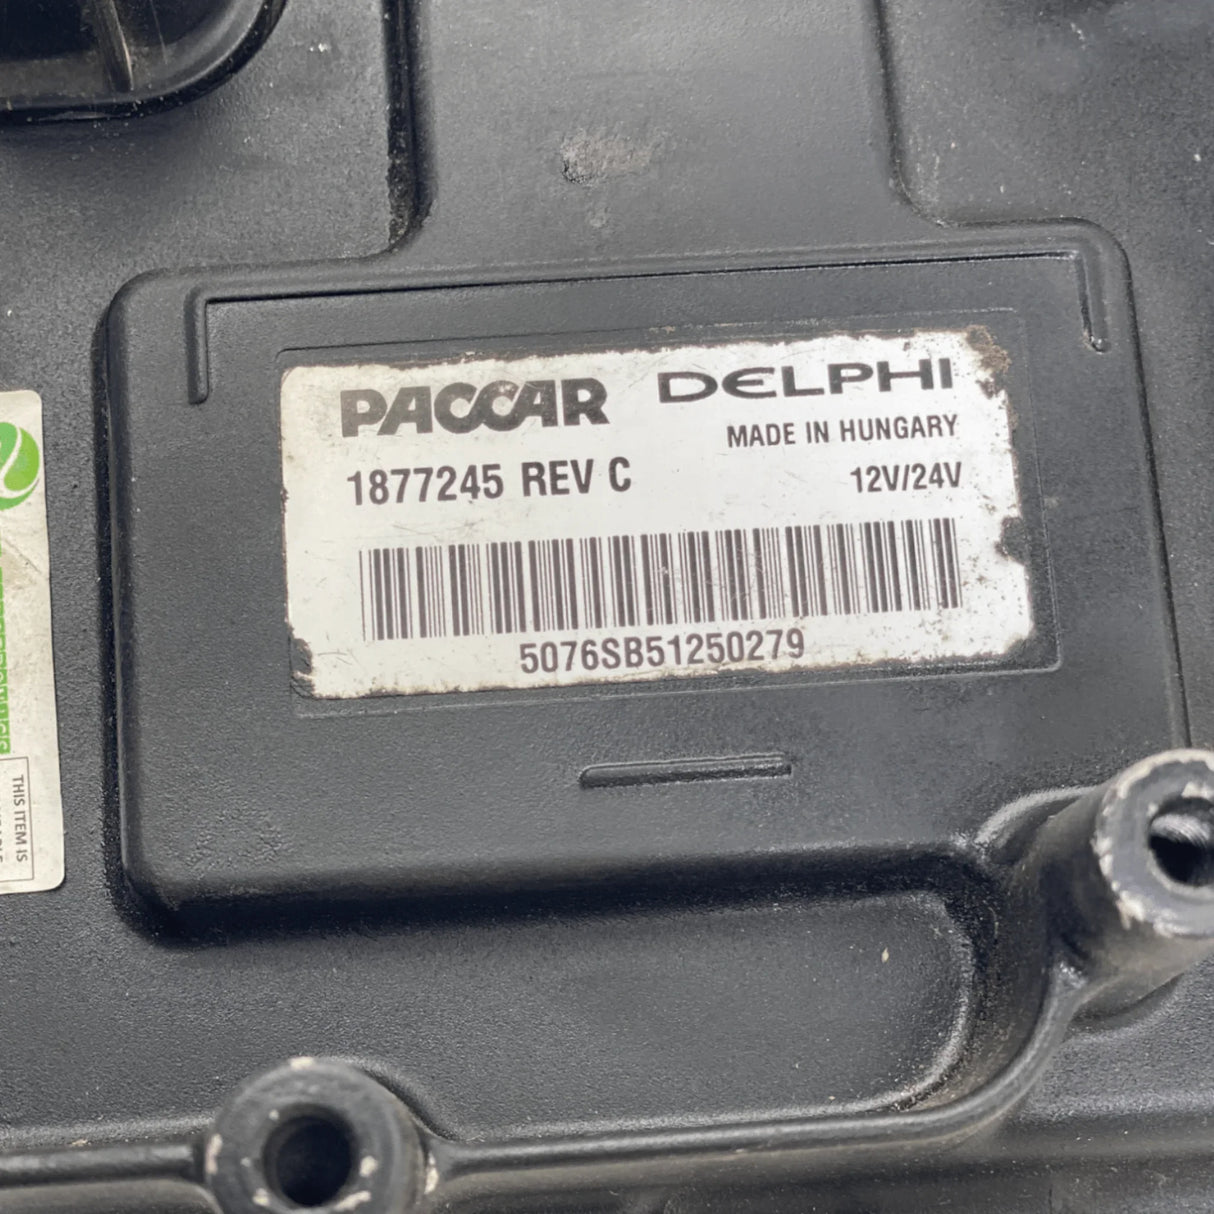 PACCAR DELPHI
MADE IN HUNGARY
1877245 REV C 12V/24V
5076SB51250279
THIS ITEM IS